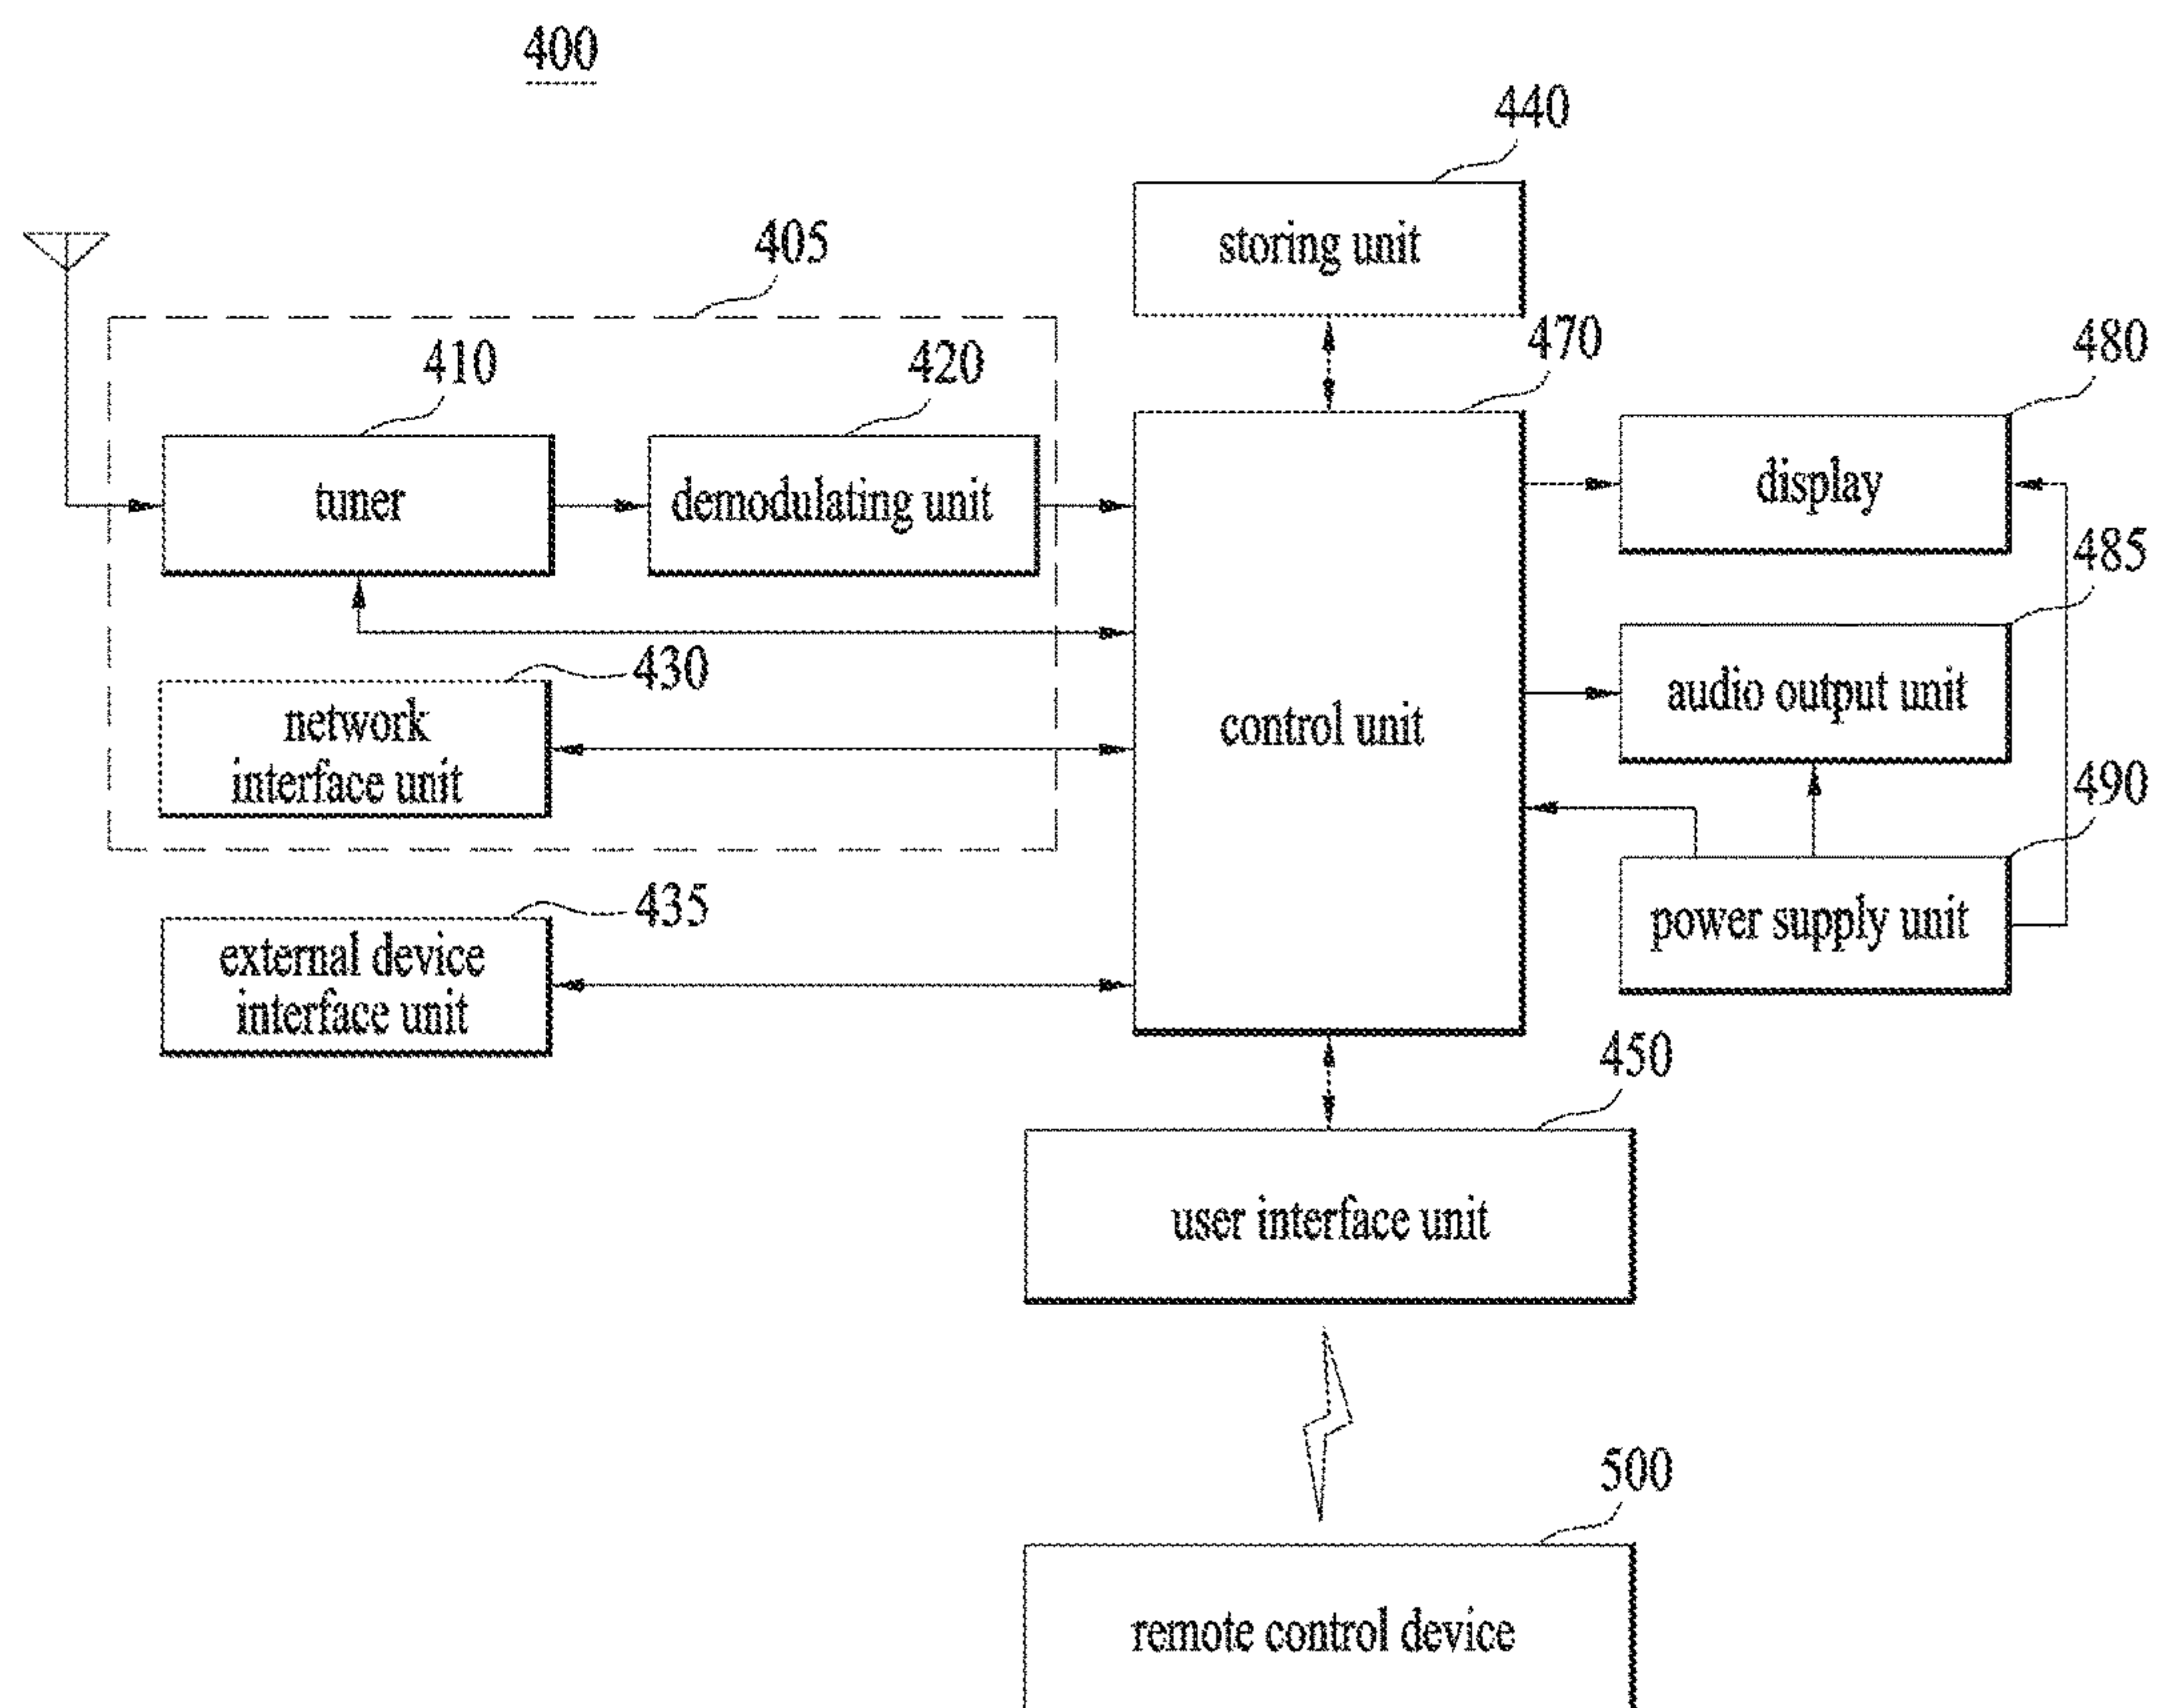 400
440
storing unit
405
410
420
470
480
tuner
demodulating unit
display
485
430
network
interface unit
control unit
audio output unit
490
435
external device
interface unit
power supply unit
450
user interface unit
500
remote control device